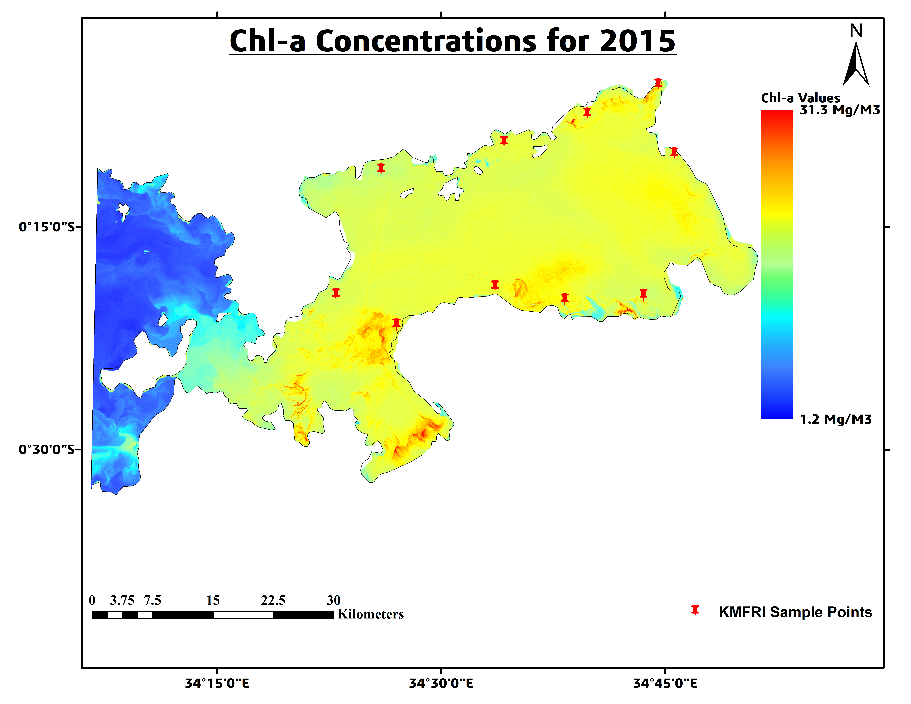 Chl-a Concentrations for 2015
N
Chl-a Values
31.3 Mg/M3
1.2 Mg/M3
0°15'0"S
0°30'0"S
0 3.75 7.5 15 22.5 30
Kilometers
KMFRI Sample Points
34°15'0"E 34°30'0"E 34°45'0"E